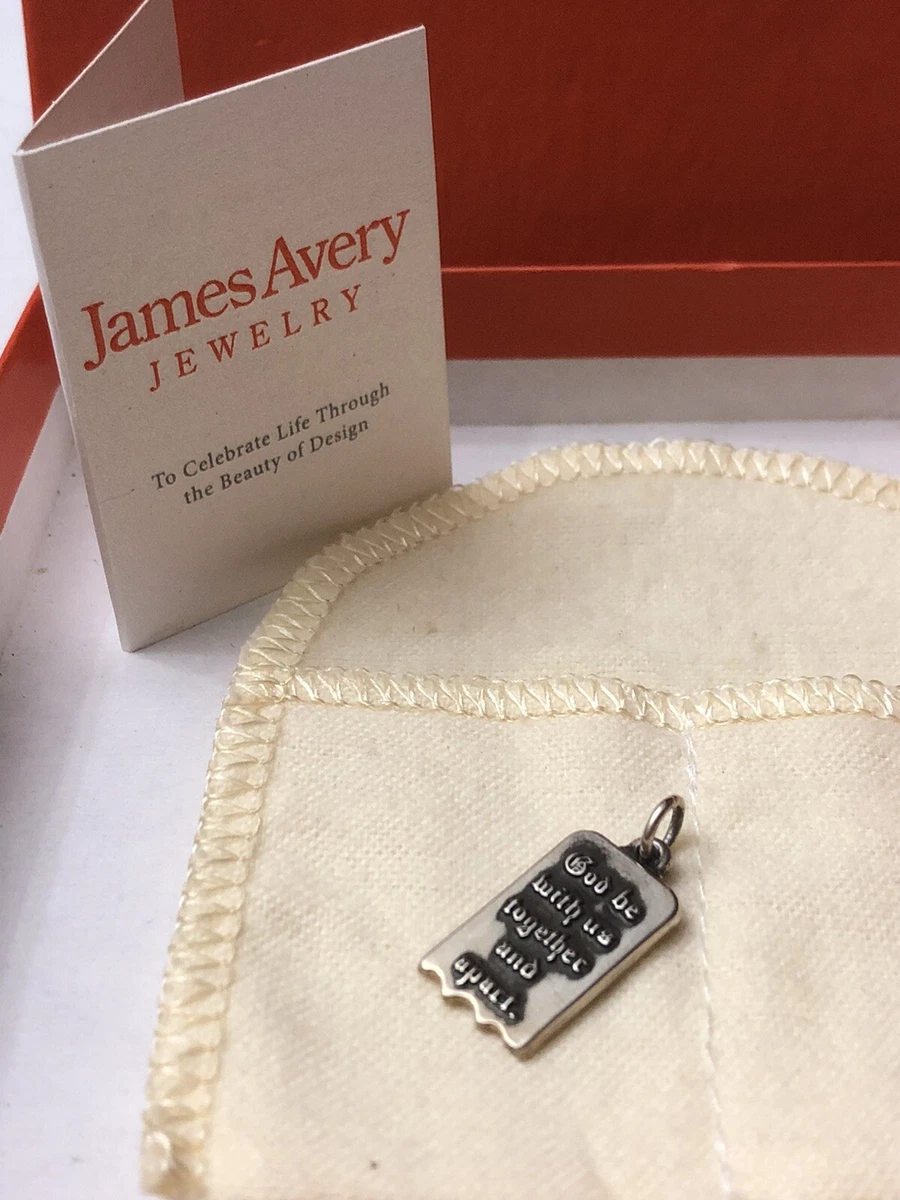 James Avery
JEWELRY
To Celebrate Life Through
the Beauty of Design
God be
with us
together
and
apart.